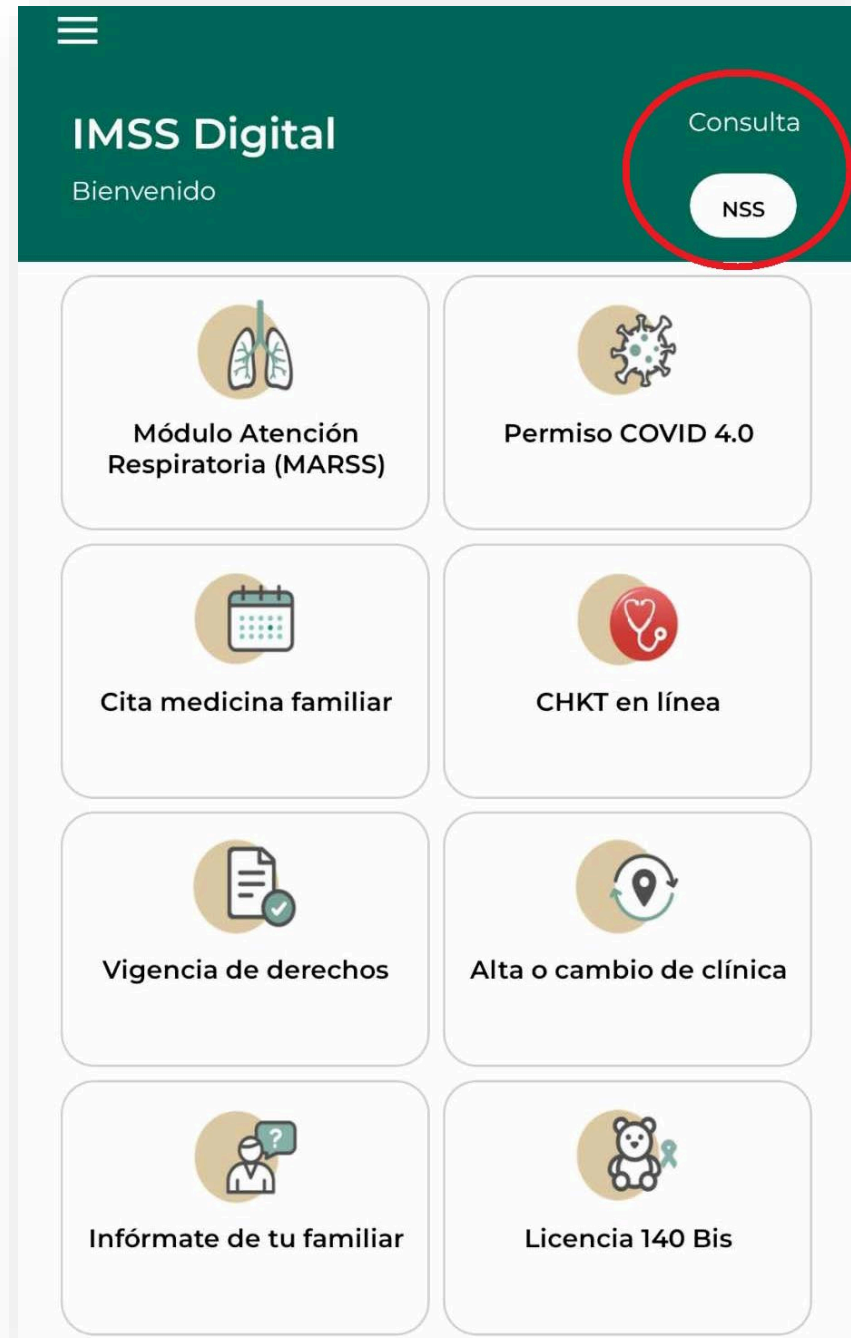 IMSS Digital
Bienvenido
Consulta
NSS
Módulo Atención
Respiratoria (MARSS)
Permiso COVID 4.0
Cita medicina familiar
CHKT en línea
Vigencia de derechos
Alta o cambio de clínica
?
Infórmate de tu familiar
Licencia 140 Bis